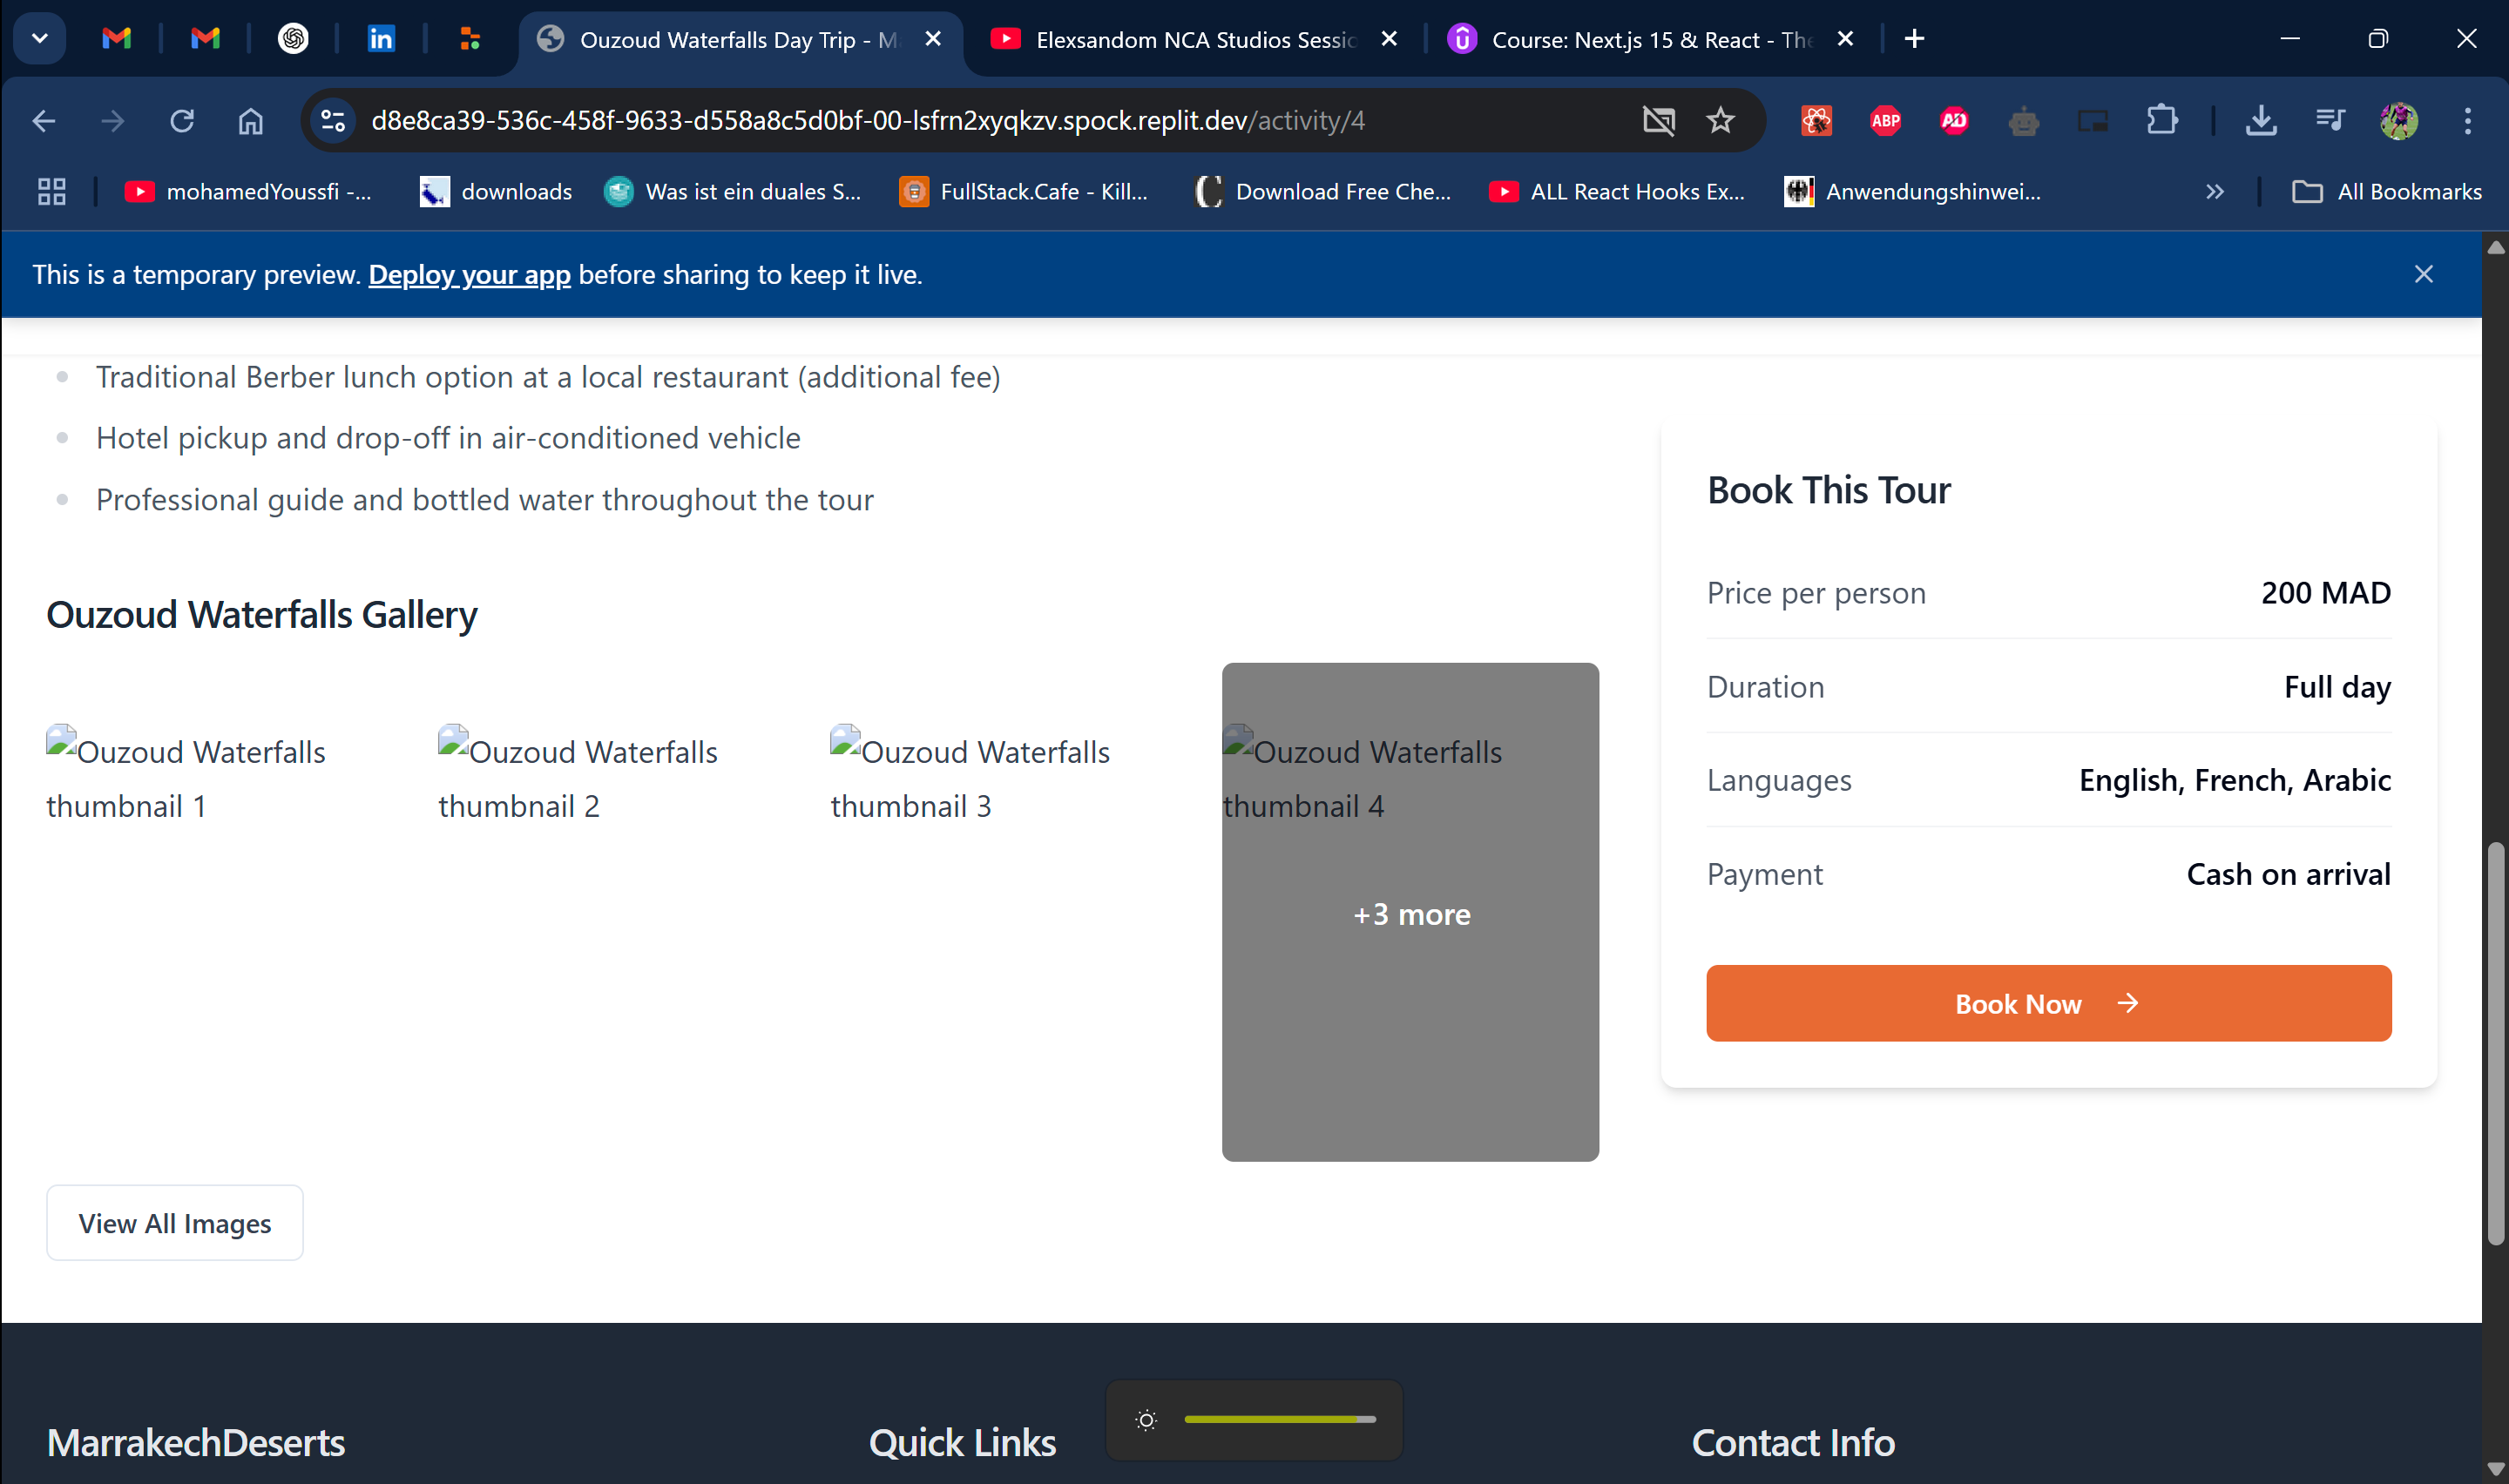 Ouzoud Waterfalls Day Trip - M
Elexsandom NCA Studios Sessio
Course: Next.js 15 & React - The
d8e8ca39-536c-458f-9633-d558a8c5d0bf-00-lsfrn2xyqkzv.spock.replit.dev/activity/4
ABP
AD
mohamedYoussfi -...
downloads
Was ist ein duales S...
FullStack.Cafe - Kill...
Download Free Che...
ALL React Hooks Ex...
Anwendungshinwei...
All Bookmarks
This is a temporary preview. Deploy your app before sharing to keep it live.
Traditional Berber lunch option at a local restaurant (additional fee)
Hotel pickup and drop-off in air-conditioned vehicle
Professional guide and bottled water throughout the tour
Ouzoud Waterfalls Gallery
Ouzoud Waterfalls
thumbnail 1
Ouzoud Waterfalls
thumbnail 2
Ouzoud Waterfalls
thumbnail 3
Ouzoud Waterfalls
thumbnail 4
+3 more
View All Images
Book This Tour
Price per person 200 MAD
Duration Full day
Languages English, French, Arabic
Payment Cash on arrival
Book Now
MarrakechDeserts
Quick Links
Contact Info